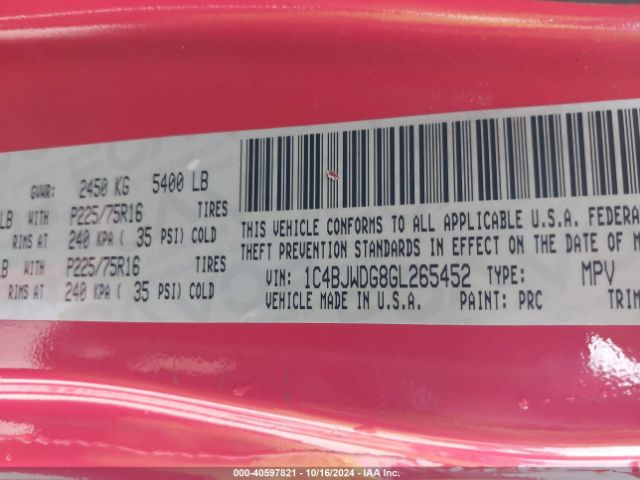 GVWR: 2450 KG 5400 LB
LB WITH P225/75R16 TIRES
RIMS AT 240 KPA ( 35 PSI) COLD
LB WITH P225/75R16 TIRES
RIMS AT 240 KPA ( 35 PSI) COLD
THIS VEHICLE CONFORMS TO ALL APPLICABLE U.S.A. FEDERA
THEFT PREVENTION STANDARDS IN EFFECT ON THE DATE OF M
VIN: 1C4BJWDG8GL265452 TYPE: MPV
VEHICLE MADE IN U.S.A. PAINT: PRC TRIM
000-40597821 | 10/16/2024 | IAA Inc.